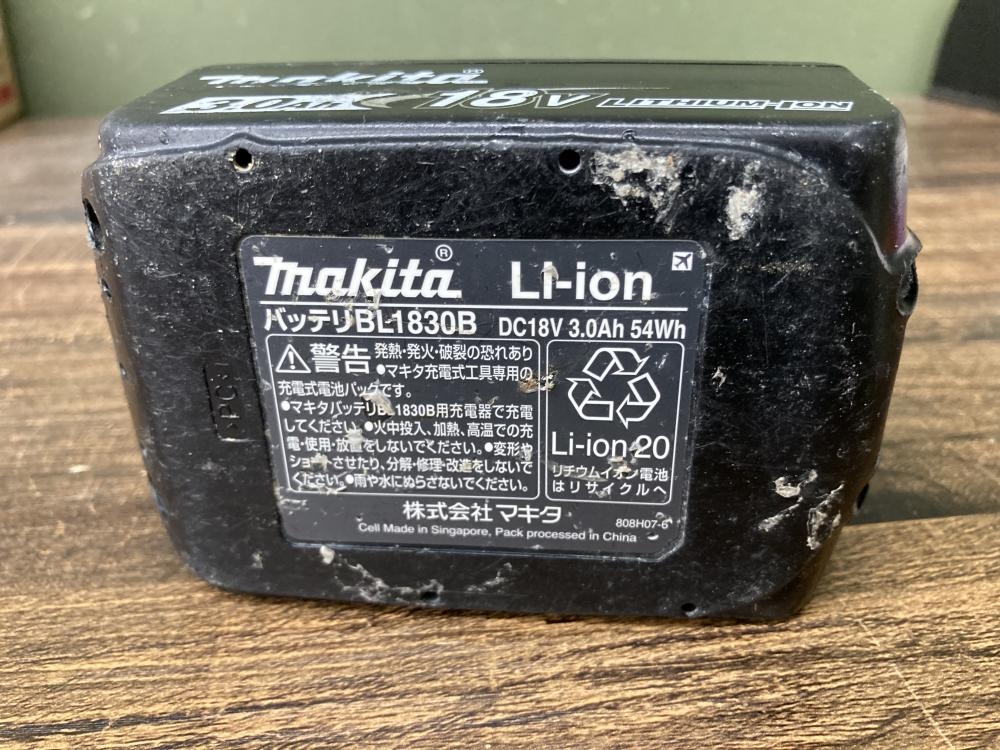 makita®
3.0Ah 18V LITHIUM-ION
makita® LI-ion
バッテリBL1830B DC18V 3.0Ah 54Wh
警告 発熱・発火・破裂の恐れあり
●マキタ充電式工具専用の
充電式電池パックです。
●マキタバッテリBL1830B用充電器で充電
してください。●火中投入、加熱、高温での充
電・使用・放置をしないでください。●変形や
ショートさせたり、分解・修理・改造をしないで
ください。●雨や水にぬらさないでください。
Li-ion 20
リチウムイオン電池
はリサイクルへ
株式会社マキタ
808H07-6
Cell Made in Singapore, Pack processed in China